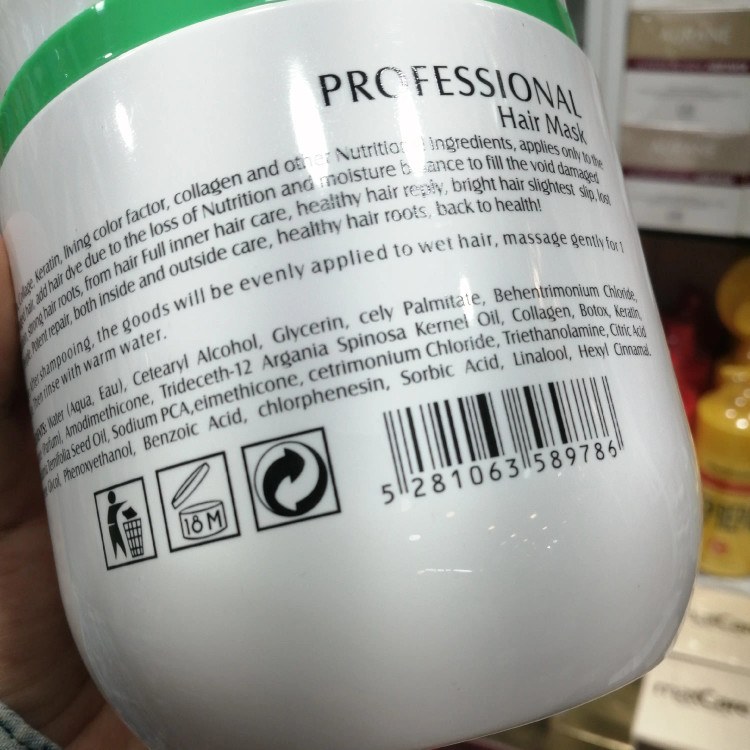 PROFESSIONAL
Hair Mask
Keratin, living color factor, collagen and other Nutrition Ingredients, applies only to the
hair, add hair dye due to the loss of Nutrition and moisture balance to fill the void damaged
strong hair roots, from hair Full inner hair care, healthy hair reply, bright hair slightest slip, lost
Potent repair, both inside and outside care, healthy hair roots, back to health!
shampooing, the goods will be evenly applied to wet hair, massage gently for
rinse with warm water.
Water (Aqua, Eau), Cetearyl Alcohol, Glycerin, cely Palmitate, Behentrimonium Chloride,
(Parfum), Amodimethicone, Trideceth-12 Argania Spinosa Kernel Oil, Collagen, Botox, Keratin,
Seed Oil, Sodium PCA,eimethicone, cetrimonium Chloride, Triethanolamine, Citric Acid
Phenoxyethanol, Benzoic Acid, chlorphenesin, Sorbic Acid, Linalool, Hexyl Cinnamal.
18M
5 281063 589786